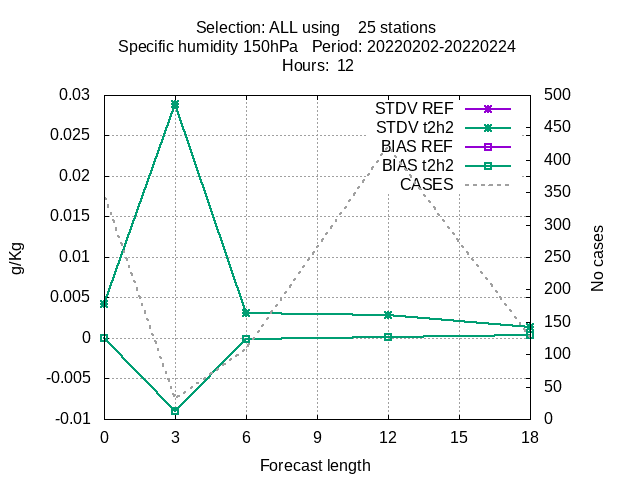 Selection: ALL using    25 stations
Specific humidity 150hPa   Period: 20220202-20220224
Hours:  12
0.03
0.025
0.02
0.015
0.01
0.005
0
-0.005
-0.01
g/Kg
STDV REF
STDV t2h2
BIAS REF
BIAS t2h2
CASES
500
450
400
350
300
250
200
150
100
50
0
No cases
0 3 6 9 12 15 18
Forecast length